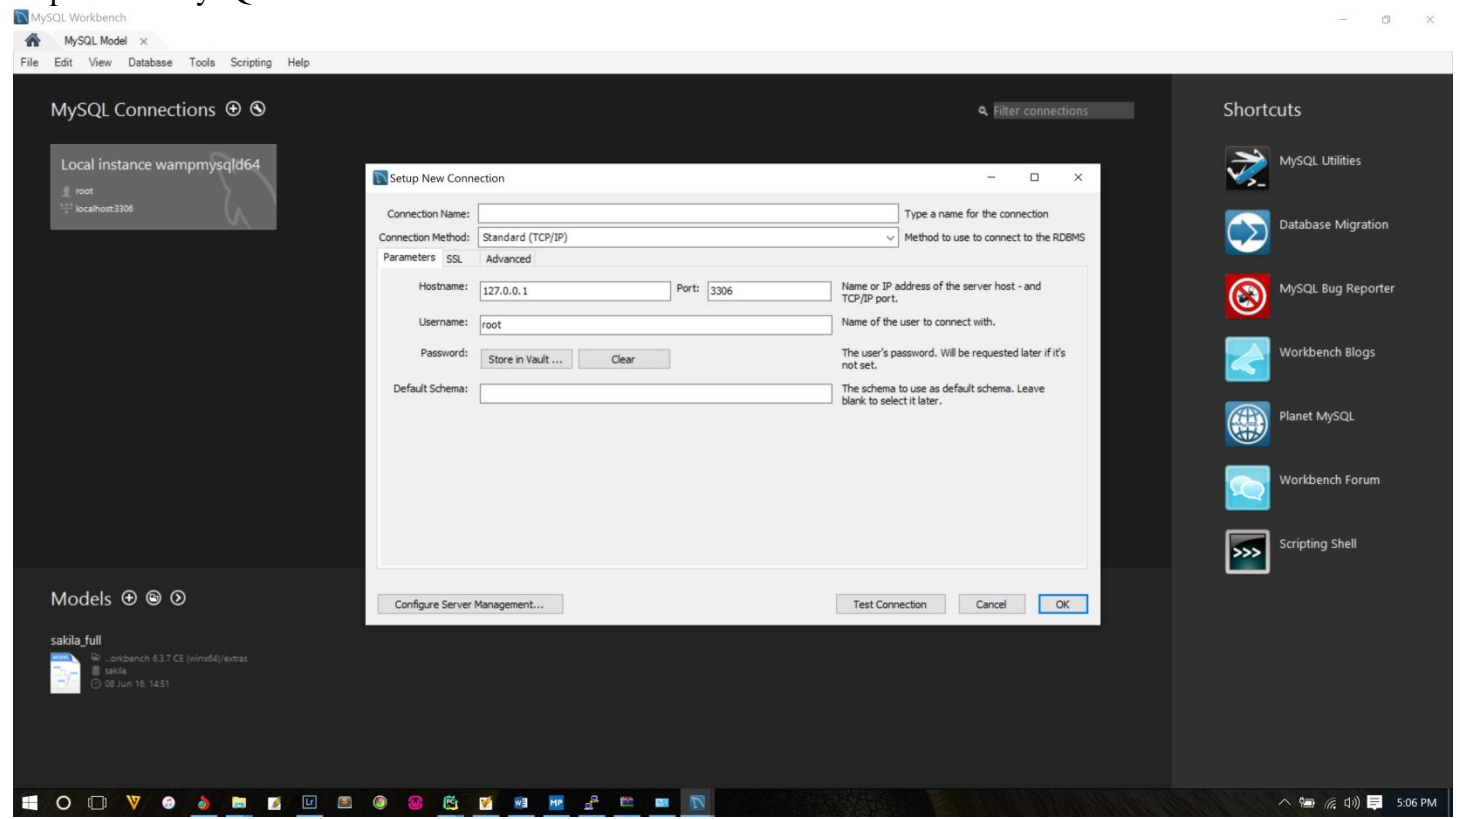 MySQL Workbench
MySQL Model
File Edit View Database Tools Scripting Help
MySQL Connections
Filter connections
Local instance wampmysqld64
root
localhost:3306
Setup New Connection
Connection Name: Type a name for the connection
Connection Method: Standard (TCP/IP) Method to use to connect to the RDBMS
Parameters SSL Advanced
Hostname: 127.0.0.1 Port: 3306 Name or IP address of the server host - and
TCP/IP port.
Username: root Name of the user to connect with.
Password: Store in Vault ... Clear The user's password. Will be requested later if it's
not set.
Default Schema: The schema to use as default schema. Leave
blank to select it later.
Configure Server Management... Test Connection Cancel OK
Shortcuts
MySQL Utilities
Database Migration
MySQL Bug Reporter
Workbench Blogs
Planet MySQL
Workbench Forum
Scripting Shell
Models
sakila_full
...orkbench 6.3.7 CE (winx64)/extras
sakila
08 Jun 16, 14:51
5:06 PM